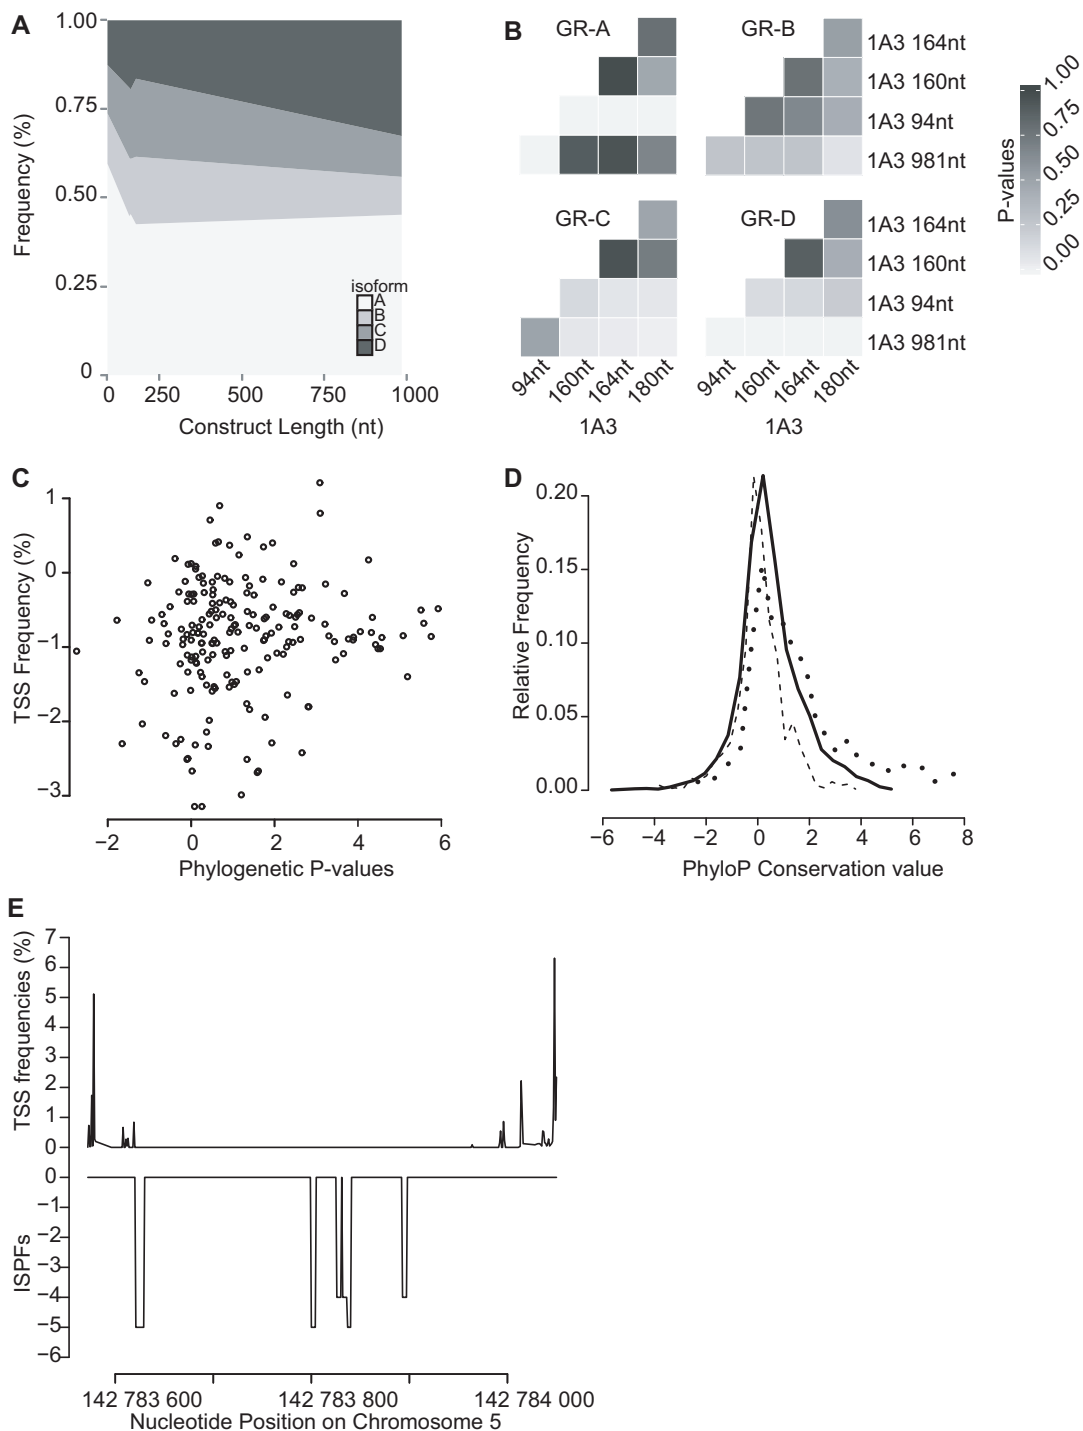 A
1.00
0.75
0.50
0.25
0
Frequency (%)
isoform
A
B
C
D
0 250 500 750 1000
Construct Length (nt)
B
GR-A GR-B
1A3 164nt
1A3 160nt
1A3 94nt
1A3 981nt
GR-C GR-D
1A3 164nt
1A3 160nt
1A3 94nt
1A3 981nt
94nt 160nt 164nt 180nt 94nt 160nt 164nt 180nt
1A3 1A3
P-values
1.00
0.75
0.50
0.25
0.00
C
TSS Frequency (%)
1
0
−1
−2
−3
−2 0 2 4 6
Phylogenetic P-values
D
Relative Frequency
0.20
0.15
0.10
0.05
0.00
−6 −4 −2 0 2 4 6 8
PhyloP Conservation value
E
TSS frequencies (%)
7
6
5
4
3
2
1
0
ISPFs
0
−1
−2
−3
−4
−5
−6
142 783 600 142 783 800 142 784 000
Nucleotide Position on Chromosome 5